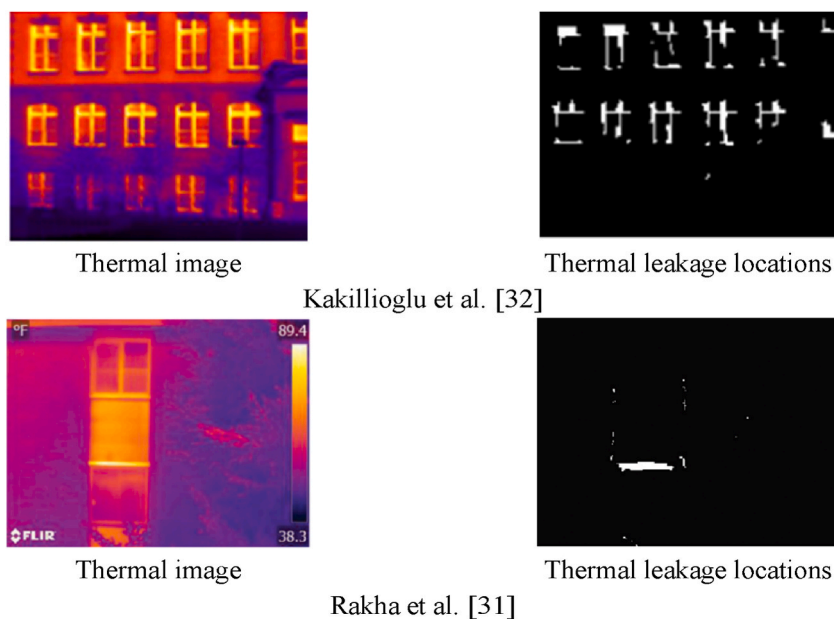 Thermal image
Thermal leakage locations
Kakillioglu et al. [32]
°F
89.4
38.3
FLIR
Thermal image
Thermal leakage locations
Rakha et al. [31]